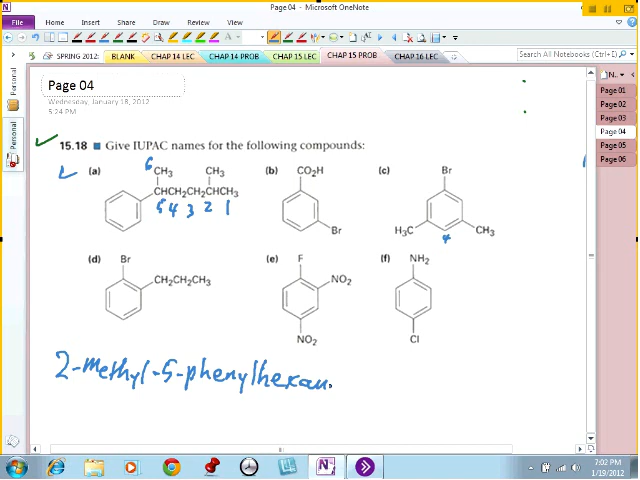 Page 04 - Microsoft OneNote
File Home Insert Share Draw Review View
SPRING 2012: BLANK CHAP 14 LEC CHAP 14 PROB CHAP 15 LEC CHAP 15 PROB CHAP 16 LEC Search All Notebooks (Ctrl+E)
Page 04
Wednesday, January 18, 2012
5:24 PM
Personal
Personal
N..
Page 01
Page 02
Page 03
Page 04
Page 05
Page 06
15.18 ■ Give IUPAC names for the following compounds:
(a) 6 CH3 CH3
CHCH2CH2CHCH3
5 4 3 2 1
(b) CO2H
Br
(c) Br
H3C CH3
4
(d) Br
CH2CH2CH3
(e) F
NO2
NO2
(f) NH2
Cl
2-methyl-5-phenylhexan
7:02 PM
1/19/2012